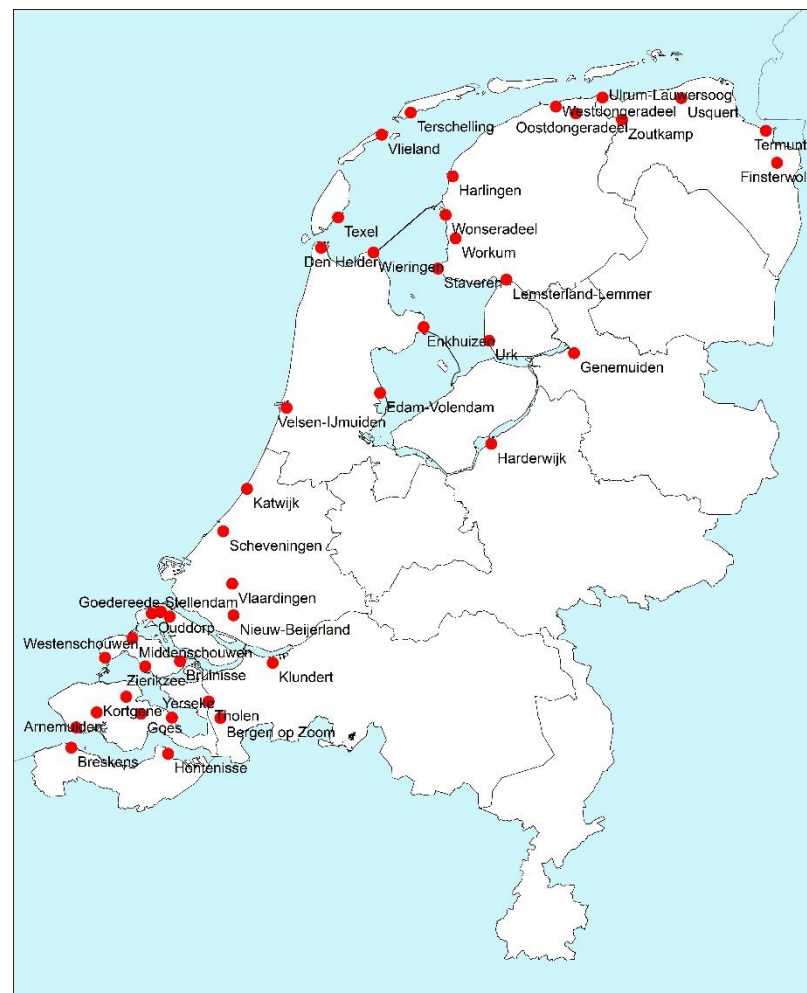 Ulrum-Lauwersoog
Westdongeradeel
Usquert
Terschelling
Oostdongeradeel
Zoutkamp
Vlieland
Termunt
Finsterwol
Harlingen
Texel
Wonseradeel
Workum
Den Helder
Wieringen
Staveren
Lemsterland-Lemmer
Enkhuizen
Urk
Genemuiden
Edam-Volendam
Velsen-IJmuiden
Harderwijk
Katwijk
Scheveningen
Vlaardingen
Goedereede-Stellendam
Nieuw-Beijerland
Ouddorp
Westenschouwen
Middenschouwen
Bruinisse
Klundert
Zierikzee
Yerseke
Kortgene
Tholen
Arnemuiden
Goes
Bergen op Zoom
Breskens
Hontenisse